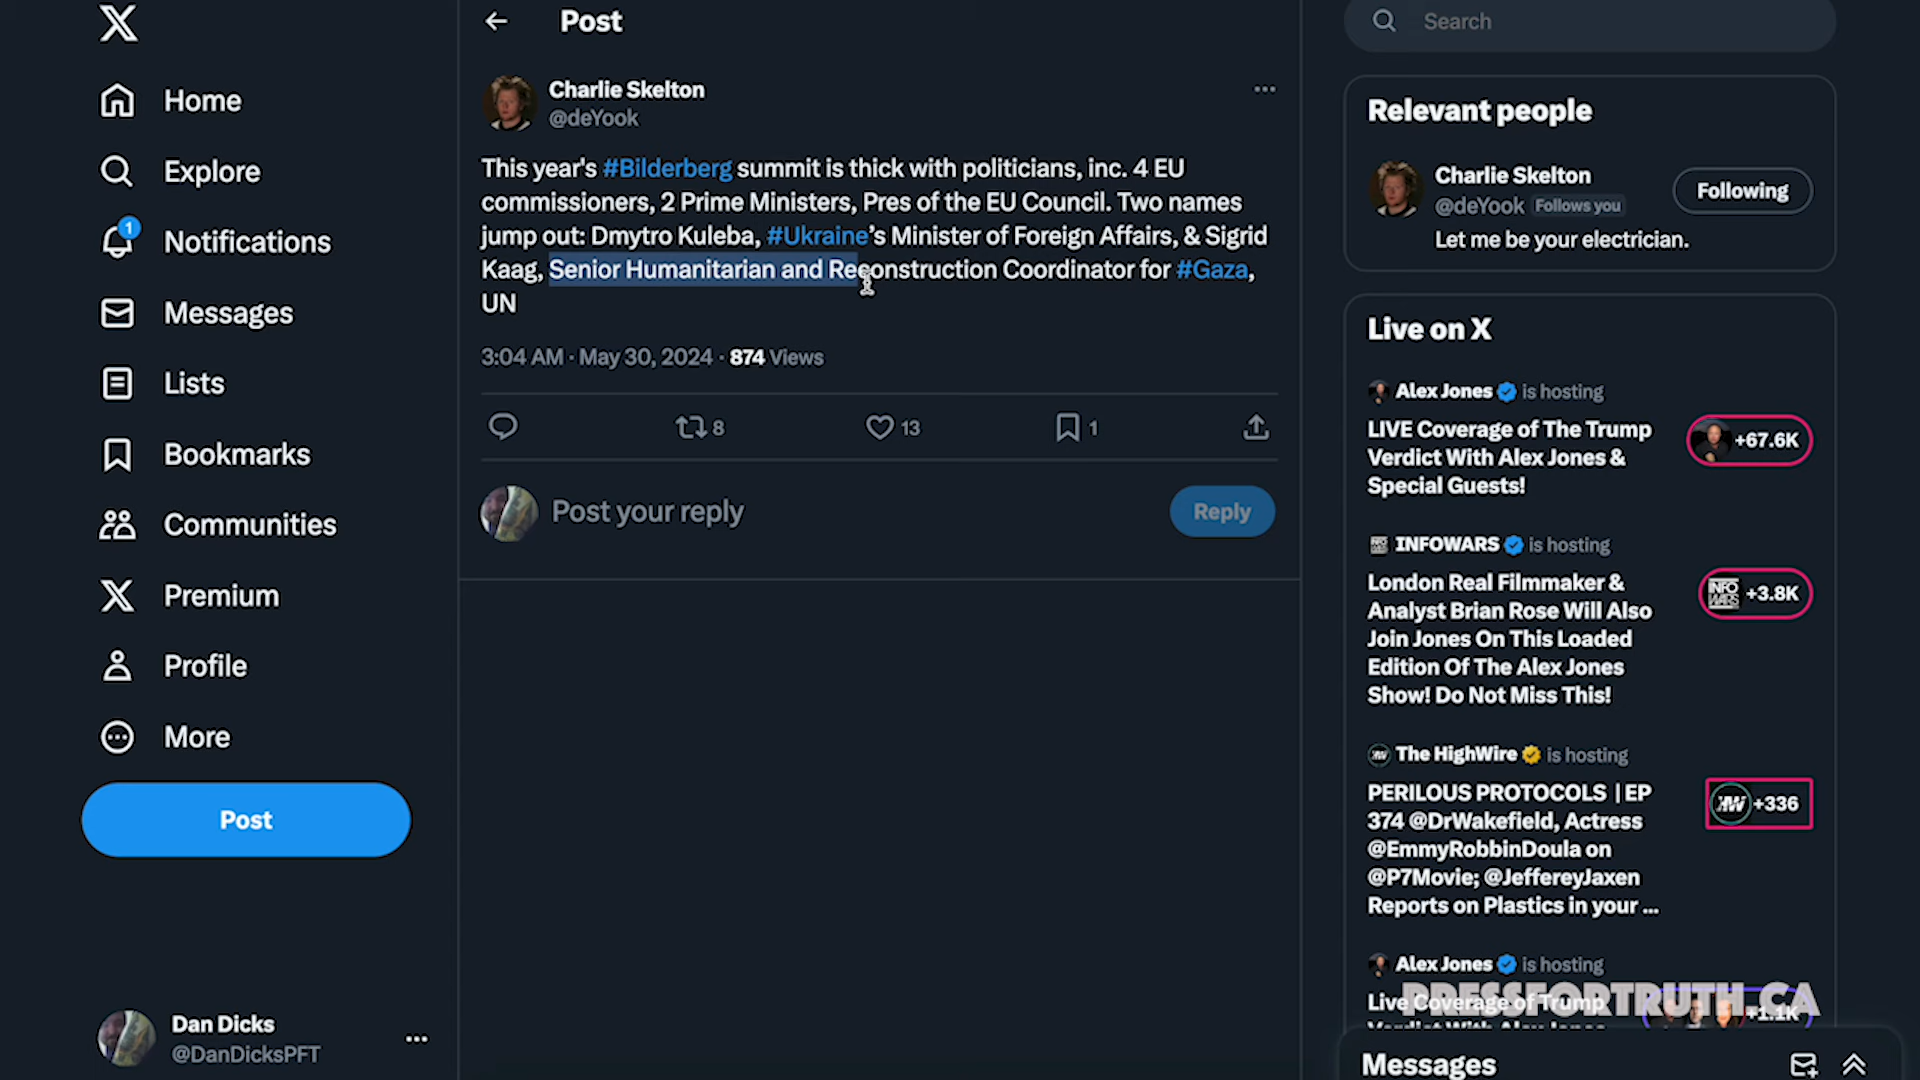 Home
Explore
1
Notifications
Messages
Lists
Bookmarks
Communities
Premium
Profile
More
Post
Dan Dicks
@DanDicksPFT
Post
Charlie Skelton
@deYook
This year's #Bilderberg summit is thick with politicians, inc. 4 EU
commissioners, 2 Prime Ministers, Pres of the EU Council. Two names
jump out: Dmytro Kuleba, #Ukraine's Minister of Foreign Affairs, & Sigrid
Kaag, Senior Humanitarian and Reconstruction Coordinator for #Gaza,
UN
3:04 AM · May 30, 2024 · 874 Views
8
13
1
Post your reply
Reply
Search
Relevant people
Charlie Skelton
@deYook Follows you
Following
Let me be your electrician.
Live on X
Alex Jones is hosting
LIVE Coverage of The Trump
Verdict With Alex Jones &
Special Guests!
+67.6K
INFOWARS is hosting
London Real Filmmaker &
Analyst Brian Rose Will Also
Join Jones On This Loaded
Edition Of The Alex Jones
Show! Do Not Miss This!
INFO
WARS
+3.8K
The HighWire is hosting
PERILOUS PROTOCOLS | EP
374 @DrWakefield, Actress
@EmmyRobbinDoula on
@P7Movie; @JeffereyJaxen
Reports on Plastics in your ...
HW +336
Alex Jones is hosting
Live Coverage of Trump
Verdict With Alex Jones
+1.1K
PRESSFORTRUTH.CA
Messages